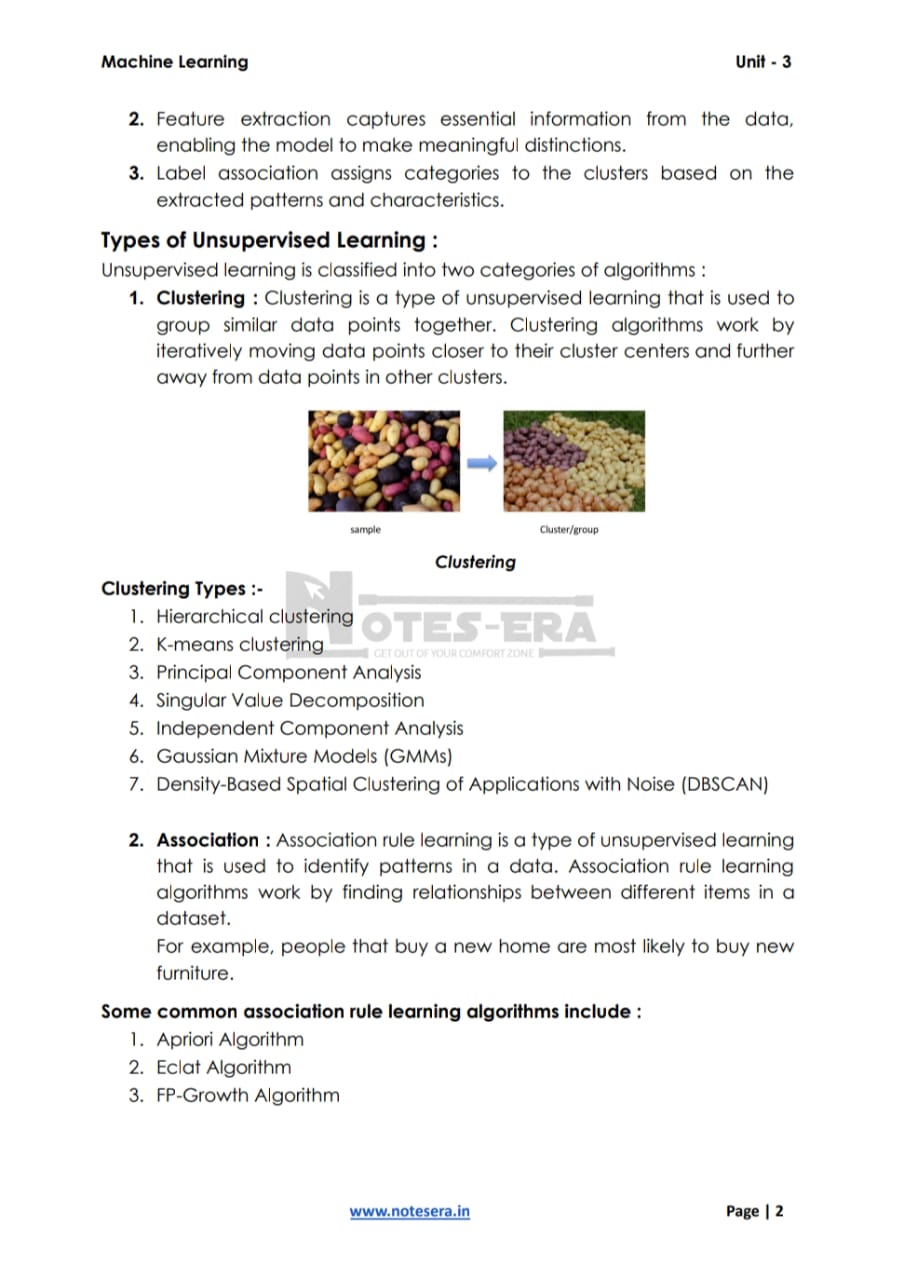 Machine Learning Unit - 3
2. Feature extraction captures essential information from the data,
enabling the model to make meaningful distinctions.
3. Label association assigns categories to the clusters based on the
extracted patterns and characteristics.
Types of Unsupervised Learning :
Unsupervised learning is classified into two categories of algorithms :
1. Clustering : Clustering is a type of unsupervised learning that is used to
group similar data points together. Clustering algorithms work by
iteratively moving data points closer to their cluster centers and further
away from data points in other clusters.
sample Cluster/group
Clustering
Clustering Types :-
NOTES-ERA
GET OUT OF YOUR COMFORT ZONE
1. Hierarchical clustering
2. K-means clustering
3. Principal Component Analysis
4. Singular Value Decomposition
5. Independent Component Analysis
6. Gaussian Mixture Models (GMMs)
7. Density-Based Spatial Clustering of Applications with Noise (DBSCAN)
2. Association : Association rule learning is a type of unsupervised learning
that is used to identify patterns in a data. Association rule learning
algorithms work by finding relationships between different items in a
dataset.
For example, people that buy a new home are most likely to buy new
furniture.
Some common association rule learning algorithms include :
1. Apriori Algorithm
2. Eclat Algorithm
3. FP-Growth Algorithm
www.notesera.in Page | 2